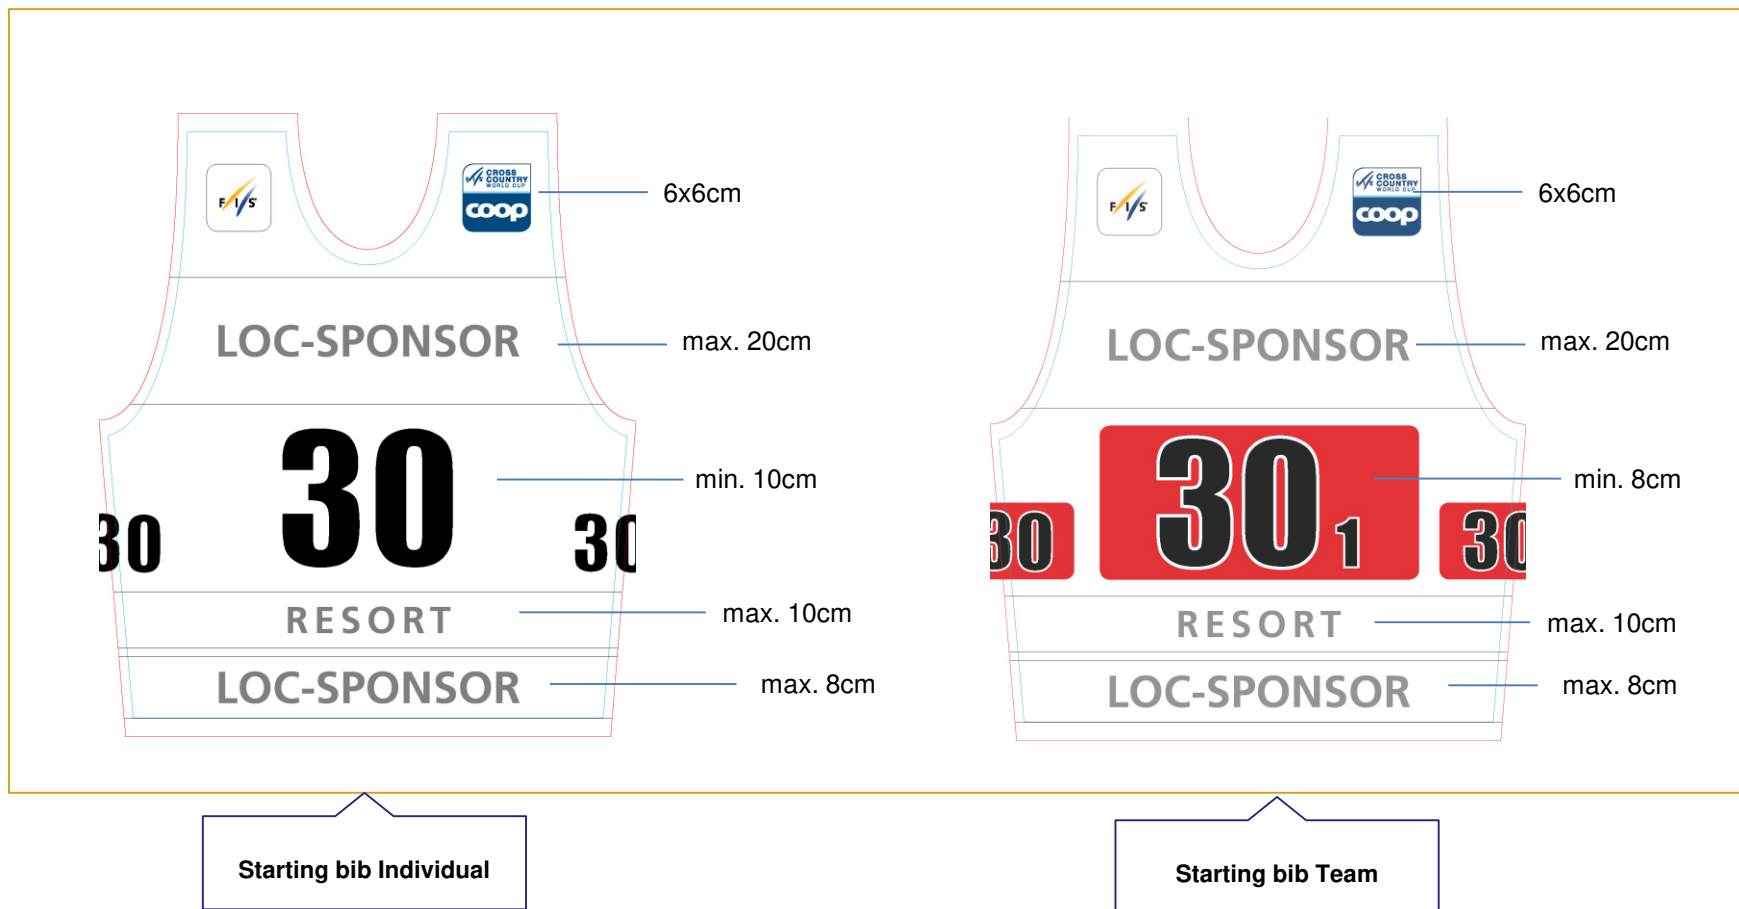 FIS
CROSS
COUNTRY
WORLD CUP
coop
6x6cm
LOC-SPONSOR
max. 20cm
30
min. 10cm
30
30
RESORT
max. 10cm
LOC-SPONSOR
max. 8cm
Starting bib Individual
FIS
CROSS
COUNTRY
WORLD CUP
coop
6x6cm
LOC-SPONSOR
max. 20cm
30 1
min. 8cm
30
30
RESORT
max. 10cm
LOC-SPONSOR
max. 8cm
Starting bib Team